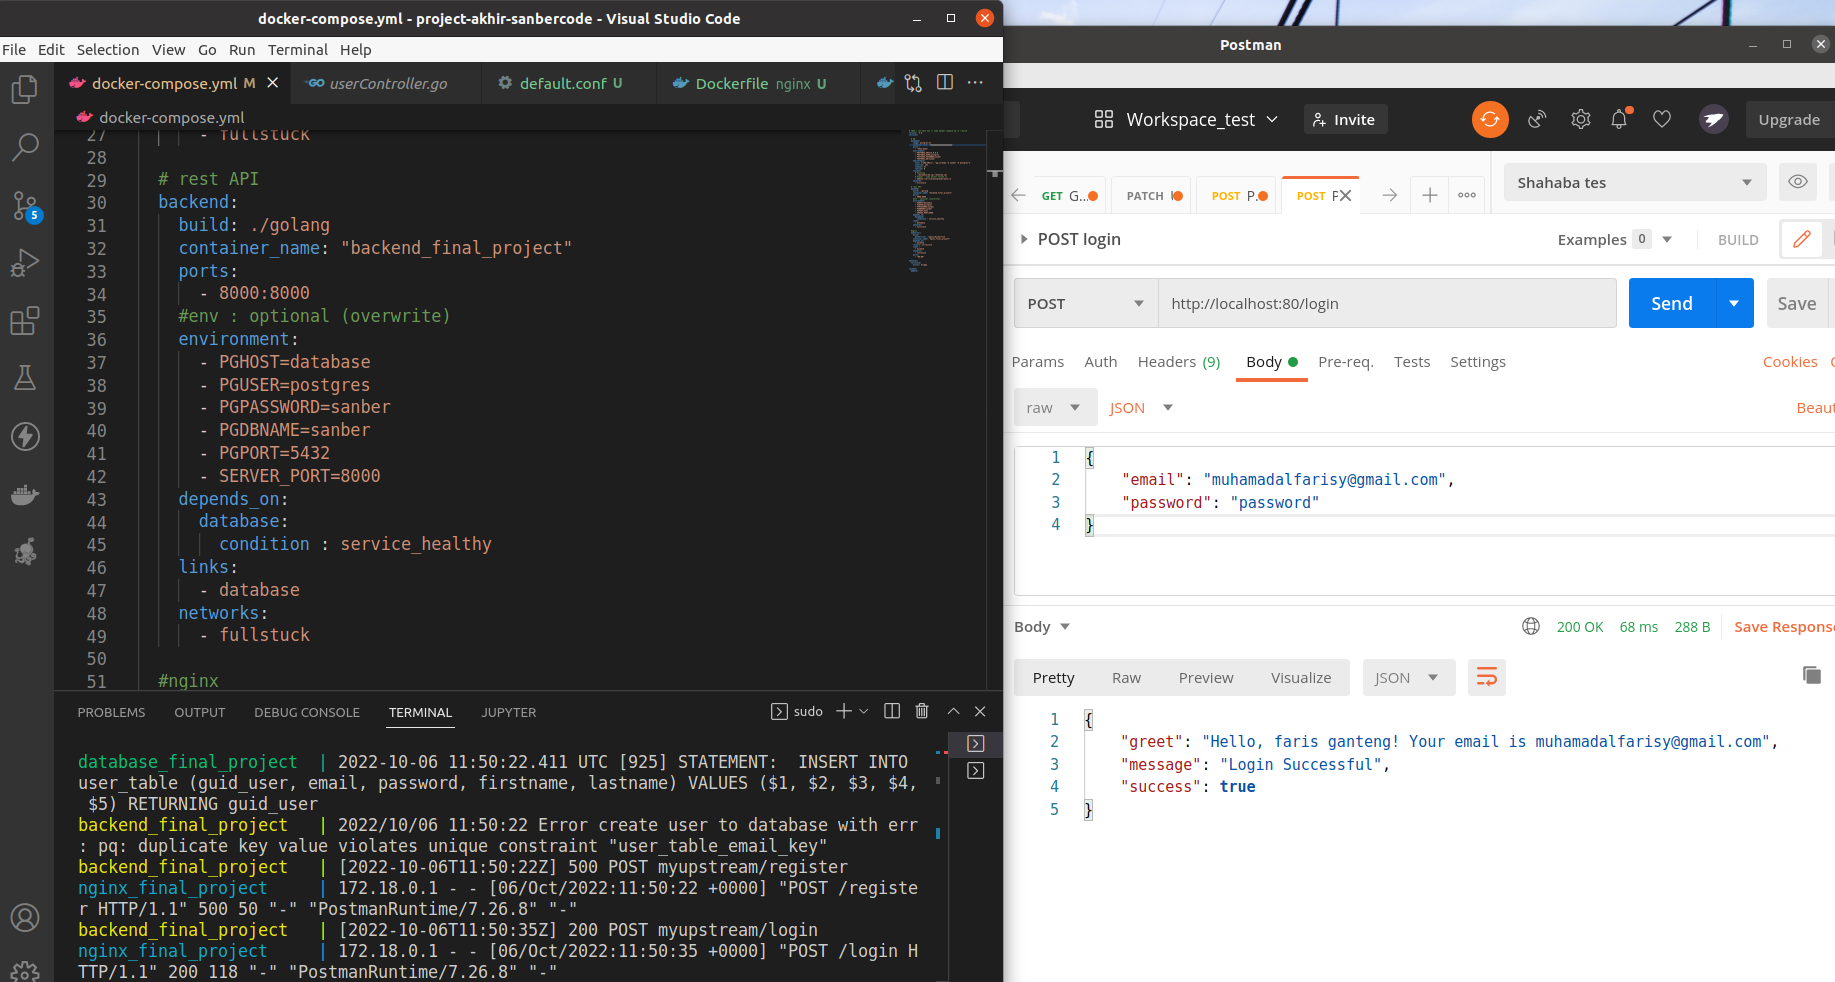 docker-compose.yml - project-akhir-sanbercode - Visual Studio Code
File Edit Selection View Go Run Terminal Help
docker-compose.yml M
userController.go
default.conf U
Dockerfile nginx U
docker-compose.yml
27 - fullstuck
28
29 # rest API
30 backend:
31 build: ./golang
32 container_name: "backend_final_project"
33 ports:
34 - 8000:8000
35 #env : optional (overwrite)
36 environment:
37 - PGHOST=database
38 - PGUSER=postgres
39 - PGPASSWORD=sanber
40 - PGDBNAME=sanber
41 - PGPORT=5432
42 - SERVER_PORT=8000
43 depends_on:
44 database:
45 condition : service_healthy
46 links:
47 - database
48 networks:
49 - fullstuck
50
51 #nginx
5
PROBLEMS OUTPUT DEBUG CONSOLE TERMINAL JUPYTER
sudo
database_final_project | 2022-10-06 11:50:22.411 UTC [925] STATEMENT: INSERT INTO
user_table (guid_user, email, password, firstname, lastname) VALUES ($1, $2, $3, $4,
$5) RETURNING guid_user
backend_final_project | 2022/10/06 11:50:22 Error create user to database with err
: pq: duplicate key value violates unique constraint "user_table_email_key"
backend_final_project | [2022-10-06T11:50:22Z] 500 POST myupstream/register
nginx_final_project | 172.18.0.1 - - [06/Oct/2022:11:50:22 +0000] "POST /registe
r HTTP/1.1" 500 50 "-" "PostmanRuntime/7.26.8" "-"
backend_final_project | [2022-10-06T11:50:35Z] 200 POST myupstream/login
nginx_final_project | 172.18.0.1 - - [06/Oct/2022:11:50:35 +0000] "POST /login H
TTP/1.1" 200 118 "-" "PostmanRuntime/7.26.8" "-"
Postman
Workspace_test
Invite
Upgrade
GET G...
PATCH
POST P.
POST F
Shahaba tes
POST login
Examples 0
BUILD
POST
http://localhost:80/login
Send
Save
Params Auth Headers (9) Body Pre-req. Tests Settings
Cookies
raw
JSON
Beaut
1 {
2 "email": "muhamadalfarisy@gmail.com",
3 "password": "password"
4 }
Body
200 OK 68 ms 288 B
Save Response
Pretty Raw Preview Visualize
JSON
1 {
2 "greet": "Hello, faris ganteng! Your email is muhamadalfarisy@gmail.com",
3 "message": "Login Successful",
4 "success": true
5 }